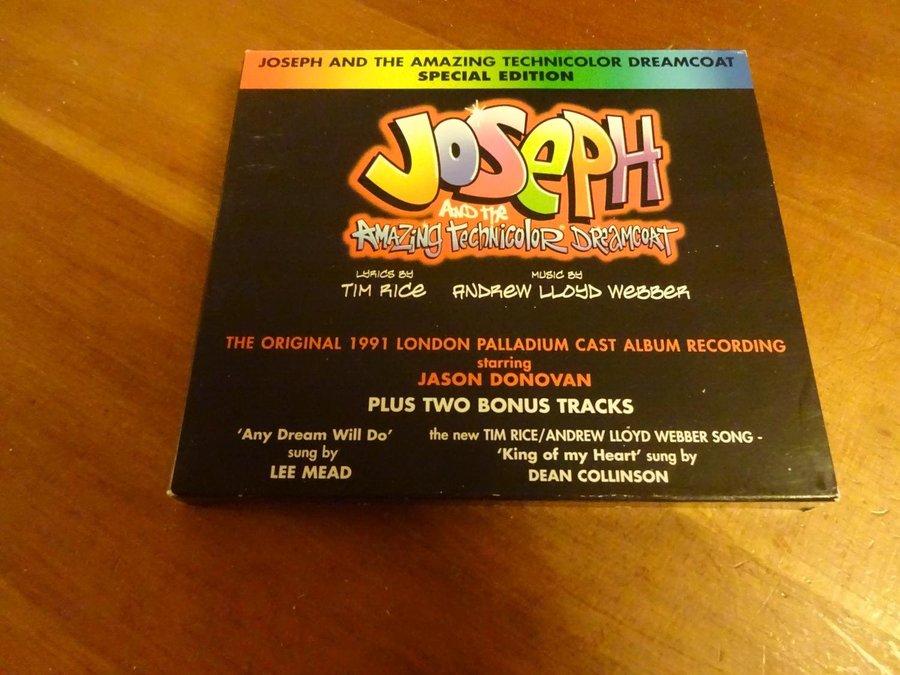 JOSEPH AND THE AMAZING TECHNICOLOR DREAMCOAT
SPECIAL EDITION
JOSEPH
AND THE
AMAZING TECHNICOLOR® DREAMCOAT
LYRICS BY
TIM RICE
MUSIC BY
ANDREW LLOYD WEBBER
THE ORIGINAL 1991 LONDON PALLADIUM CAST ALBUM RECORDING
starring
JASON DONOVAN
PLUS TWO BONUS TRACKS
'Any Dream Will Do'
sung by
LEE MEAD
the new TIM RICE/ANDREW LLOYD WEBBER SONG -
'King of my Heart' sung by
DEAN COLLINSON